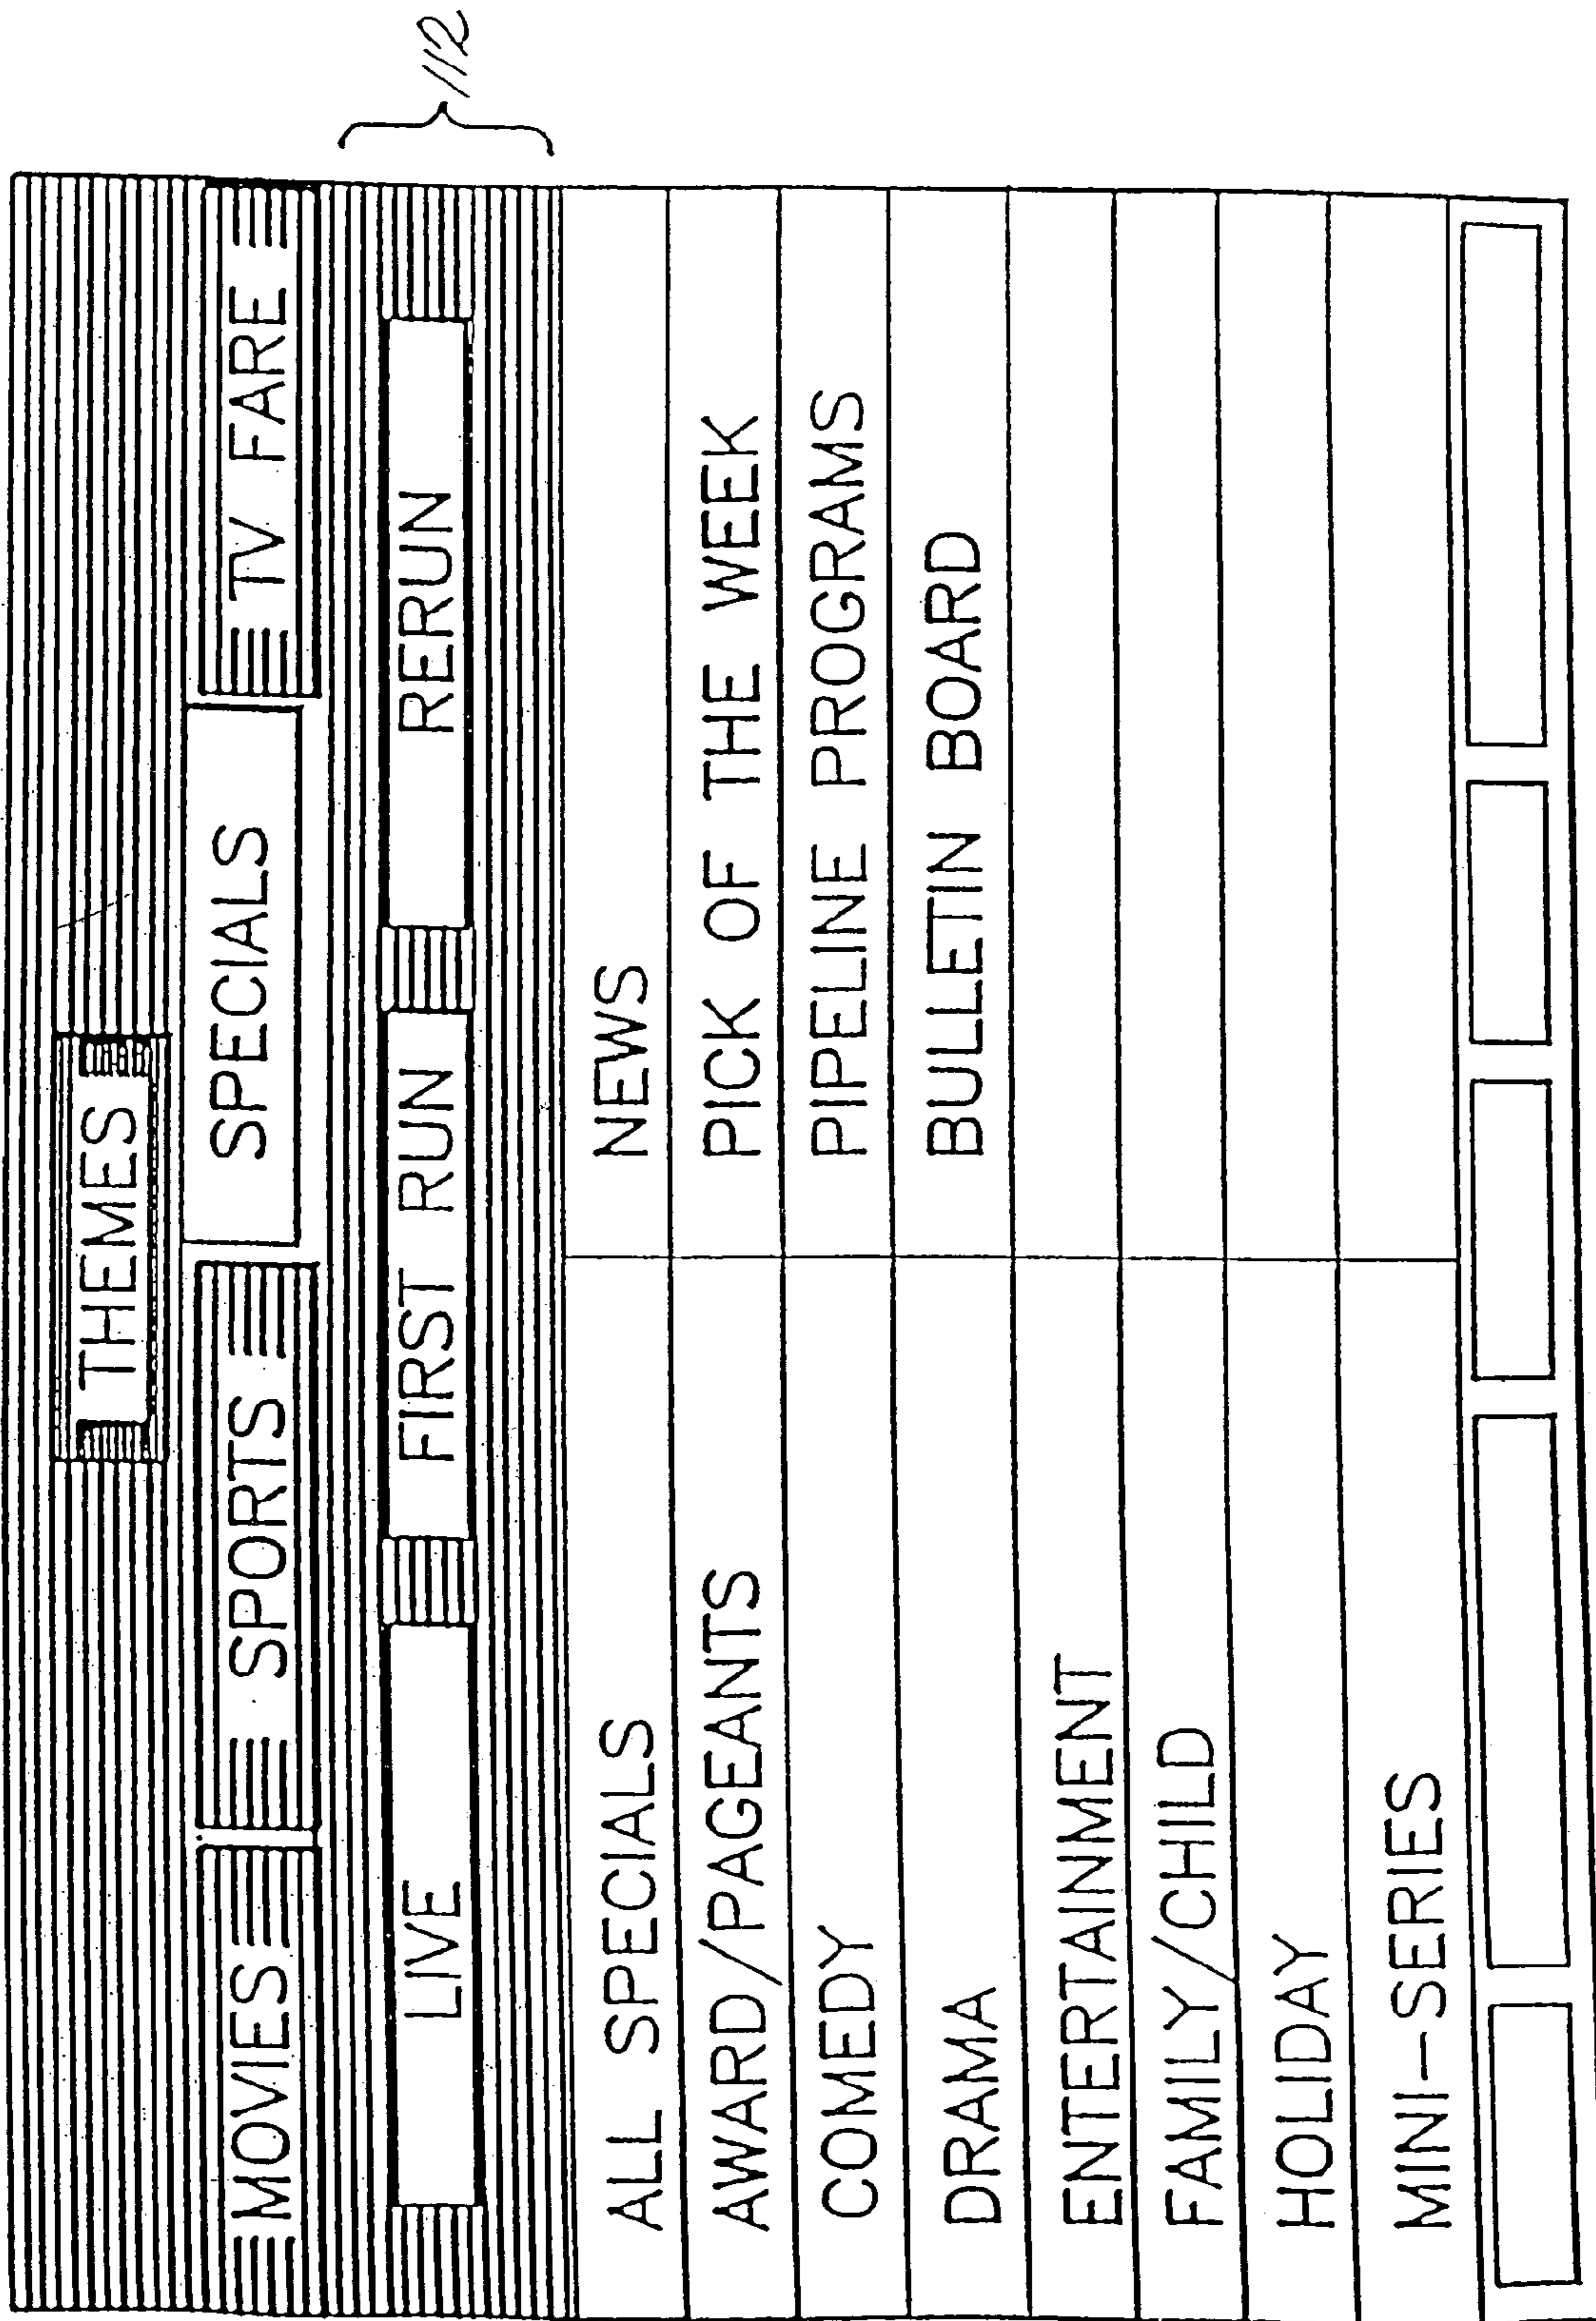 112
THEMES
MOVIES SPORTS SPECIALS TV FARE
LIVE FIRST RUN RERUN
ALL SPECIALS NEWS
AWARD/PAGEANTS PICK OF THE WEEK
COMEDY PIPELINE PROGRAMS
DRAMA BULLETIN BOARD
ENTERTAINMENT
FAMILY/CHILD
HOLIDAY
MINI-SERIES